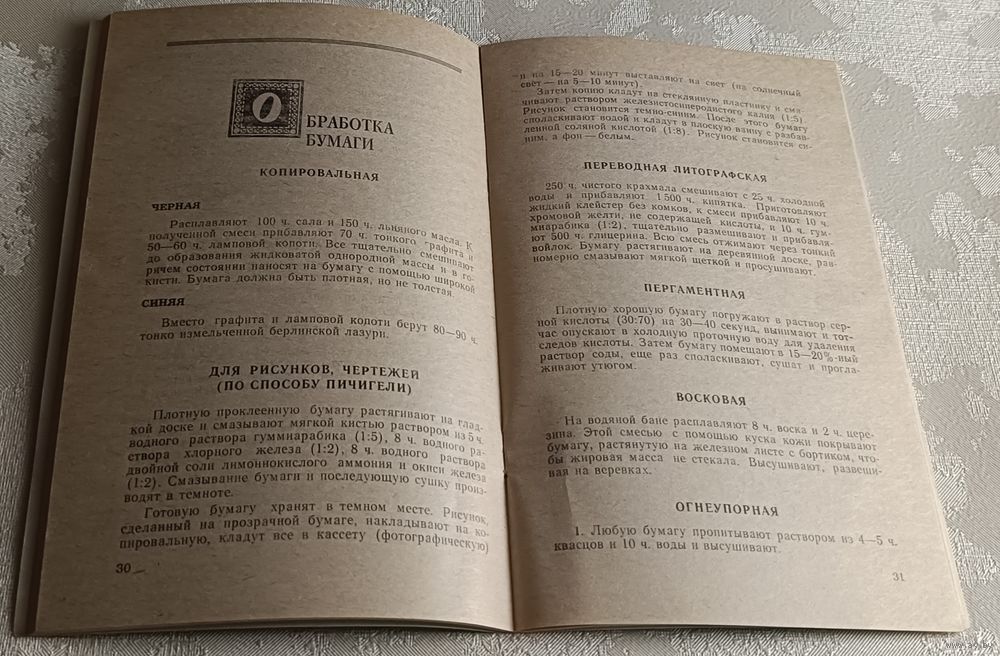 ОБРАБОТКА
БУМАГИ
КОПИРОВАЛЬНАЯ
ЧЕРНАЯ
Расплавляют 100 ч. сала и 150 ч. льняного масла. К
полученной смеси прибавляют 70 ч. тонкого графита и
50—60 ч. ламповой копоти. Все тщательно смешивают
до образования жидковатой однородной массы и в го-
рячем состоянии наносят на бумагу с помощью широкой
кисти. Бумага должна быть плотная, но не толстая.
СИНЯЯ
Вместо графита и ламповой копоти берут 80—90 ч.
тонко измельченной берлинской лазури.
ДЛЯ РИСУНКОВ, ЧЕРТЕЖЕЙ
(ПО СПОСОБУ ПИЧИГЕЛИ)
Плотную проклеенную бумагу растягивают на глад-
кой доске и смазывают мягкой кистью раствором из 5 ч.
водного раствора гуммиарабика (1:5), 8 ч. водного ра-
створа хлорного железа (1:2), 8 ч. водного раствора
двойной соли лимоннокислого аммония и окиси железа
(1:2). Смазывание бумаги и последующую сушку произ-
водят в темноте.
Готовую бумагу хранят в темном месте. Рисунок,
сделанный на прозрачной бумаге, накладывают на ко-
пировальную, кладут все в кассету (фотографическую)
30
и на 15—20 минут выставляют на свет (на солнечный
свет — на 5—10 минут).
Затем копию кладут на стеклянную пластинку и сма-
чивают раствором железистосинеродистого калия (1:5).
Рисунок становится темно-синим. После этого бумагу
споласкивают водой и кладут в плоскую ванну с разбав-
ленной соляной кислотой (1:8). Рисунок становится си-
ним, а фон — белым.
ПЕРЕВОДНАЯ ЛИТОГРАФСКАЯ
250 ч. чистого крахмала смешивают с 25 ч. холодной
воды и прибавляют 1 500 ч. кипятка. Приготовляют
жидкий клейстер без комков, к смеси прибавляют 10 ч.
хромовой желти, не содержащей кислоты, и 10 ч. гум-
миарабика (1:2), тщательно размешивают и прибавля-
ют 500 ч. глицерина. Всю смесь отжимают через тонкий
войлок. Бумагу растягивают на деревянной доске, рав-
номерно смазывают мягкой щеткой и просушивают.
ПЕРГАМЕНТНАЯ
Плотную хорошую бумагу погружают в раствор сер-
ной кислоты (30:70) на 30—40 секунд, вынимают и тот-
час опускают в холодную проточную воду для удаления
следов кислоты. Затем бумагу помещают в 15—20%-ный
раствор соды, еще раз споласкивают, сушат и прогла-
живают утюгом.
ВОСКОВАЯ
На водяной бане расплавляют 8 ч. воска и 2 ч. цере-
зина. Этой смесью с помощью куска кожи покрывают
бумагу, растянутую на железном листе с бортиком, что-
бы жировая масса не стекала. Высушивают, развеши-
вая на веревках.
ОГНЕУПОРНАЯ
1. Любую бумагу пропитывают раствором из 4—5 ч.
квасцов и 10 ч. воды и высушивают.
31